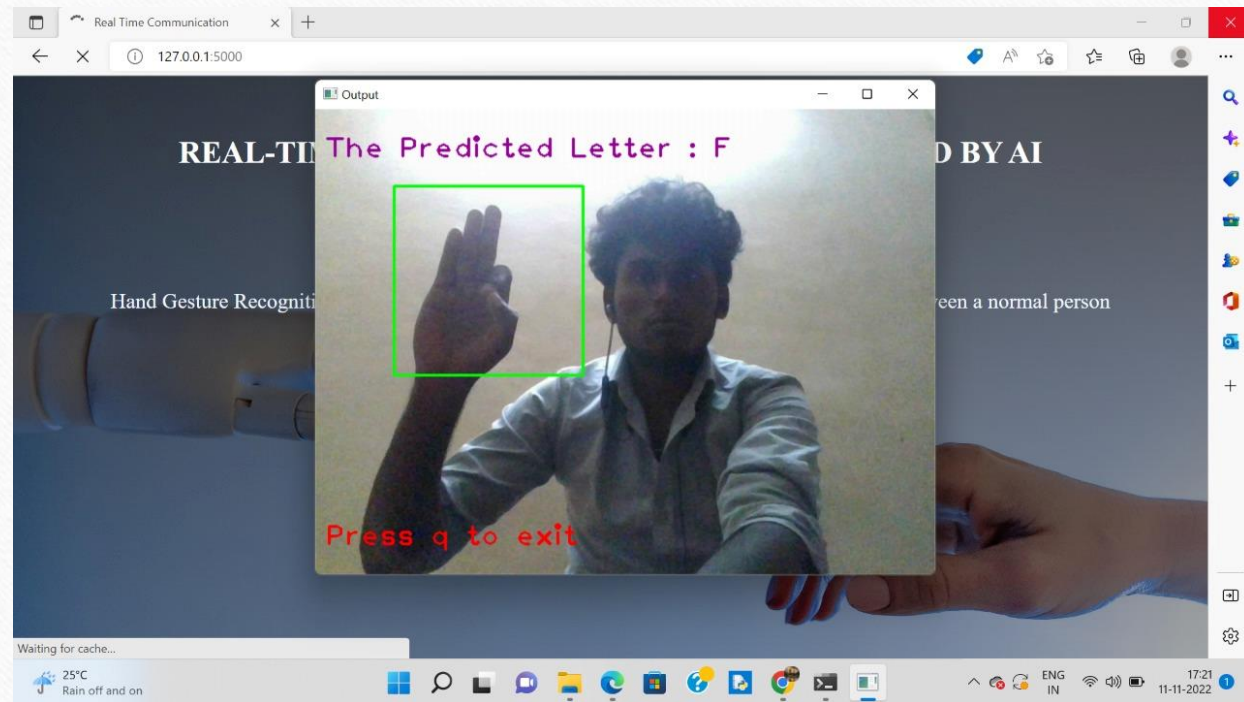 Real Time Communication
127.0.0.1:5000
Output
REAL-TI
D BY AI
The Predicted Letter : F
Hand Gesture Recogniti
een a normal person
Press q to exit
Waiting for cache...
25°C
Rain off and on
ENG
IN
17:21
11-11-2022
1